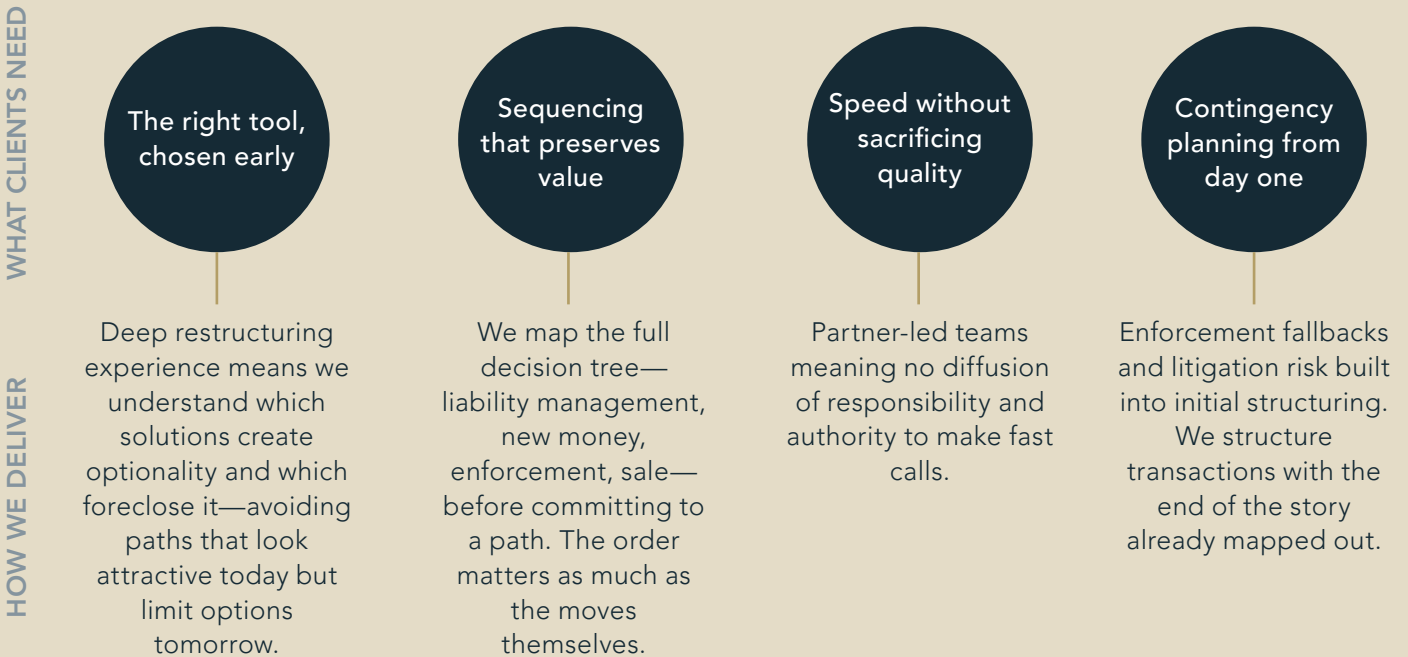 WHAT CLIENTS NEED
The right tool,
chosen early
Sequencing
that preserves
value
Speed without
sacrificing
quality
Contingency
planning from
day one
HOW WE DELIVER
Deep restructuring
experience means we
understand which
solutions create
optionality and which
foreclose it—avoiding
paths that look
attractive today but
limit options
tomorrow.
We map the full
decision tree—
liability management,
new money,
enforcement, sale—
before committing to
a path. The order
matters as much as
the moves
themselves.
Partner-led teams
meaning no diffusion
of responsibility and
authority to make fast
calls.
Enforcement fallbacks
and litigation risk built
into initial structuring.
We structure
transactions with the
end of the story
already mapped out.